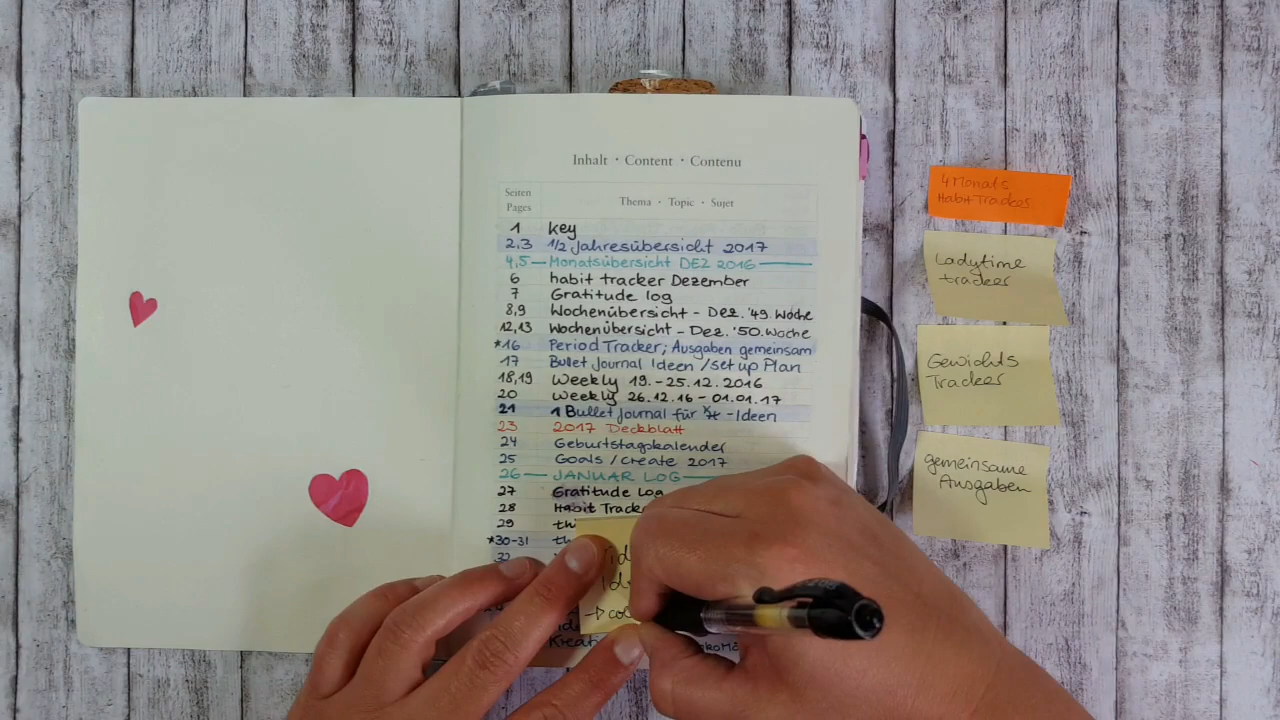 Inhalt · Content · Contenu
Seiten
Pages
Thema · Topic · Sujet
1 key
2,3 1/2 Jahresübersicht 2017
4,5 Monatsübersicht DEZ 2016
6 habit tracker Dezember
7 Gratitude log
8,9 Wochenübersicht - Dez. '49. Woche
12,13 Wochenübersicht - Dez. '50. Woche
*16 Period Tracker; Ausgaben gemeinsam
17 Bullet Journal Ideen / set up Plan
18,19 Weekly 19. - 25.12. 2016
20 Weekly 26.12.16 - 01.01.17
21 1 Bullet Journal für -Ideen
23 2017 Deckblatt
24 Geburtstagskalender
25 Goals / create 2017
26 JANUAR LOG
27 Gratitude Log
28 Habit Track
29
*30-31
32
4 Monats
Habit Tracker
Ladytime
tracker
Gewichts
Tracker
gemeinsame
Ausgaben